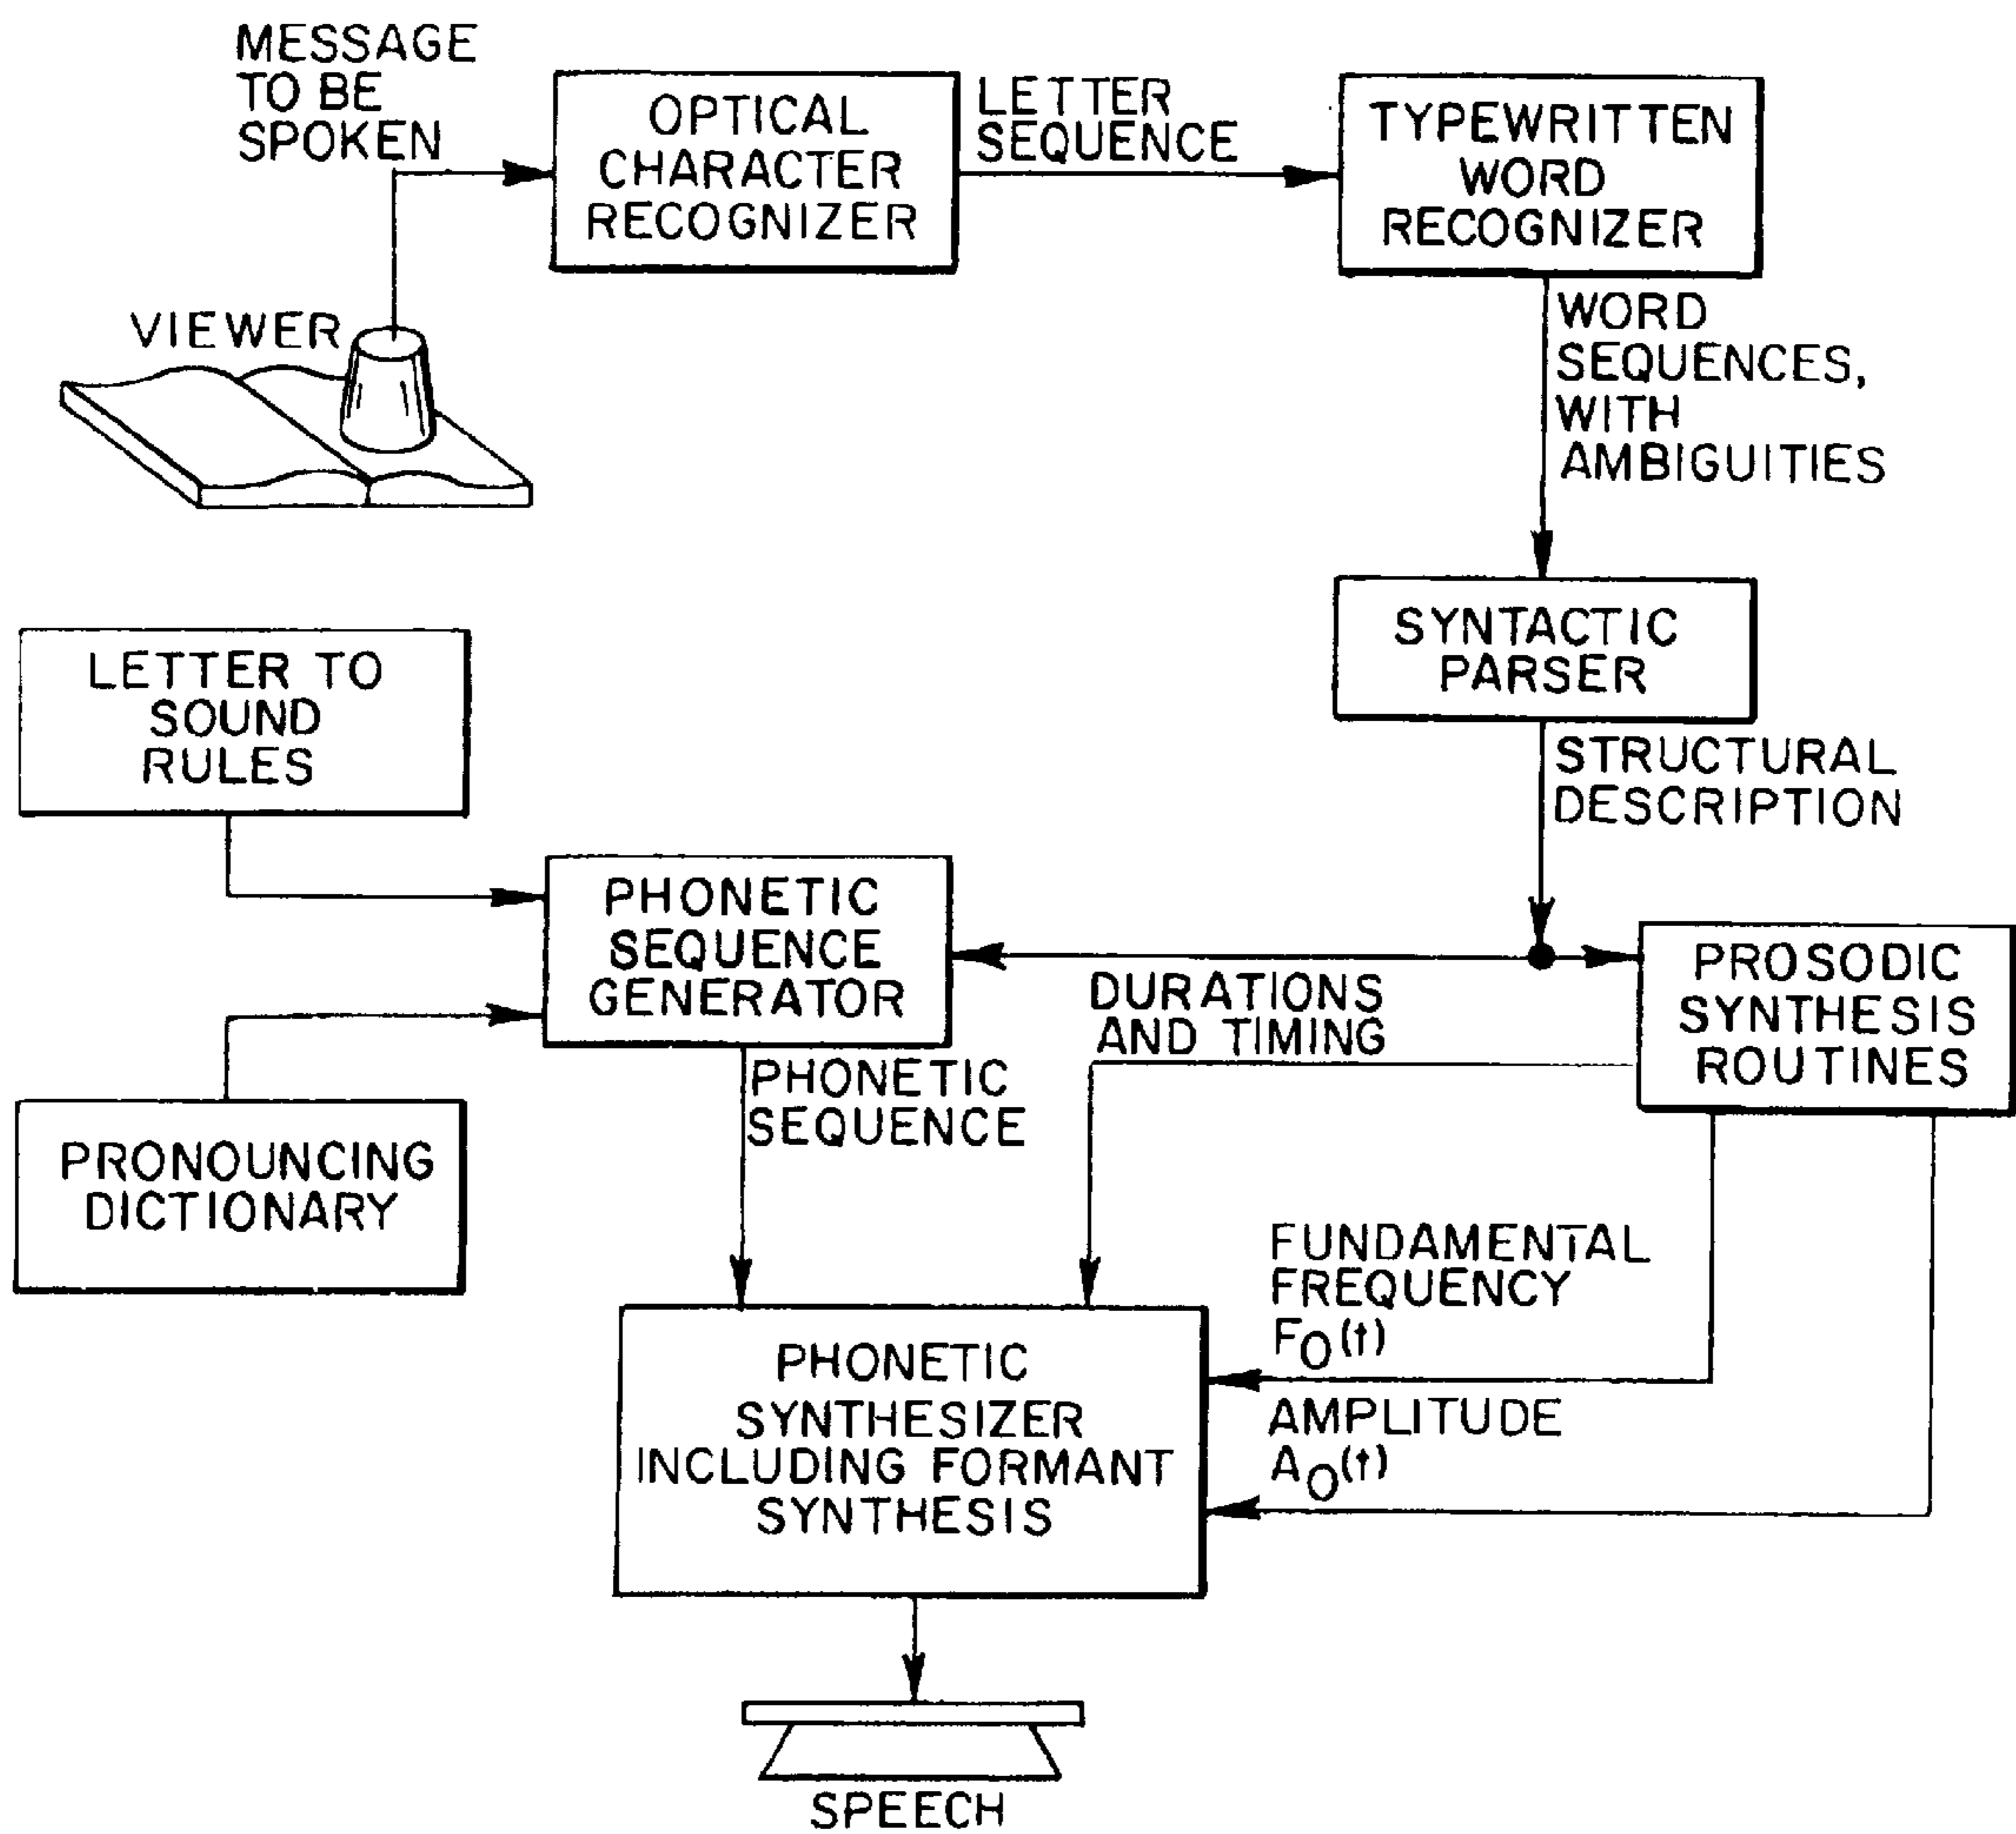 MESSAGE
TO BE
SPOKEN
OPTICAL
CHARACTER
RECOGNIZER
LETTER
SEQUENCE
TYPEWRITTEN
WORD
RECOGNIZER
VIEWER
WORD
SEQUENCES,
WITH
AMBIGUITIES
SYNTACTIC
PARSER
LETTER TO
SOUND
RULES
STRUCTURAL
DESCRIPTION
PHONETIC
SEQUENCE
GENERATOR
DURATIONS
AND TIMING
PROSODIC
SYNTHESIS
ROUTINES
PHONETIC
SEQUENCE
PRONOUNCING
DICTIONARY
FUNDAMENTAL
FREQUENCY
F₀(t)
AMPLITUDE
A₀(t)
PHONETIC
SYNTHESIZER
INCLUDING FORMANT
SYNTHESIS
SPEECH